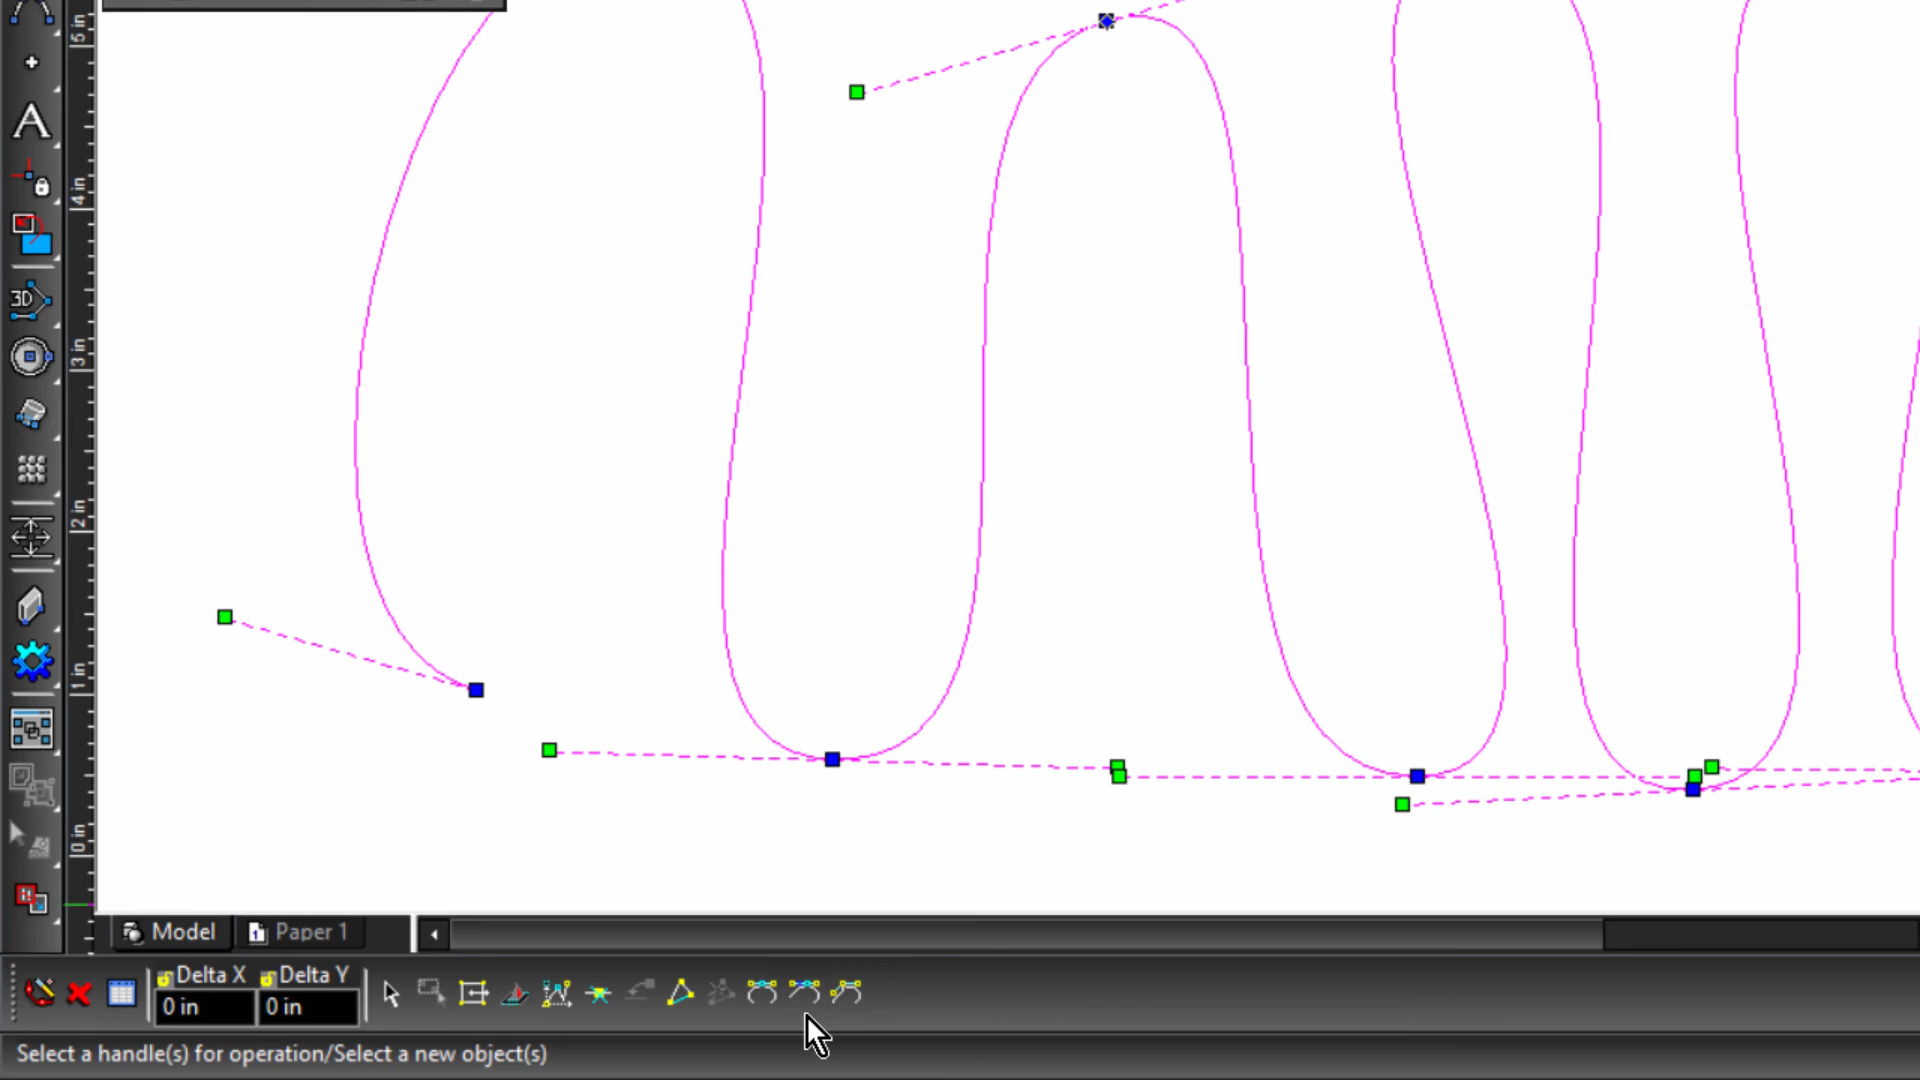 5 in
A
4 in
3D
3 in
2 in
1 in
0 in
Model
Paper 1
Delta X
Delta Y
0 in
0 in
Select a handle(s) for operation/Select a new object(s)